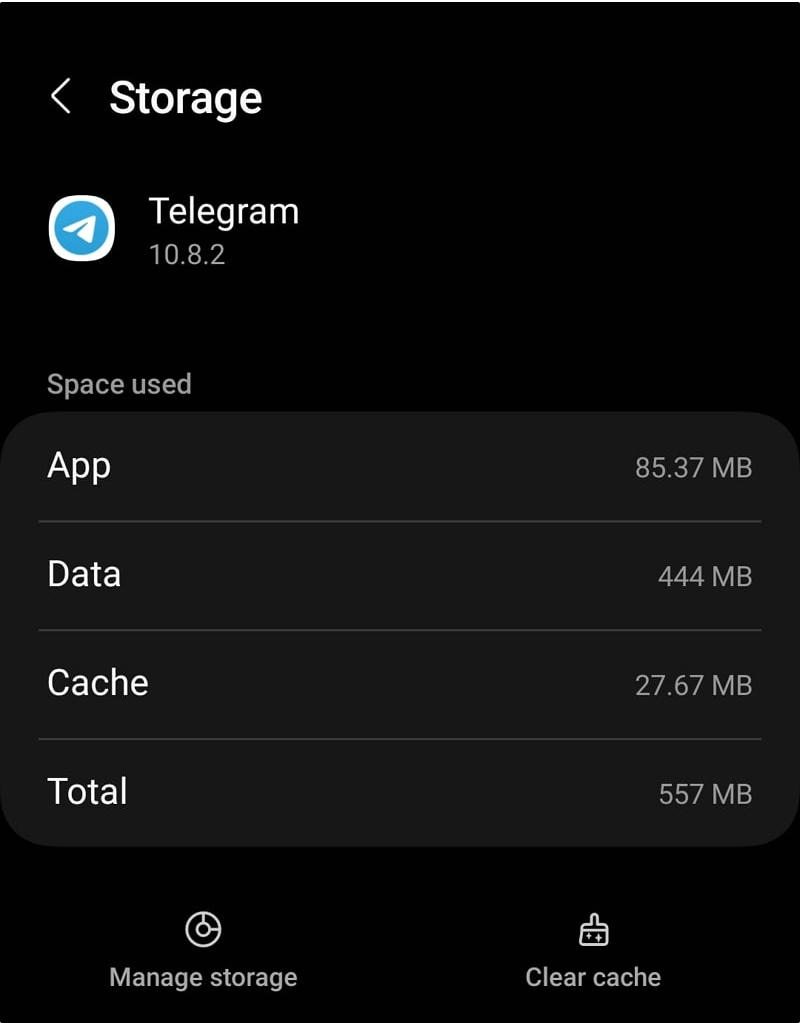 Storage
Telegram
10.8.2
Space used
App 85.37 MB
Data 444 MB
Cache 27.67 MB
Total 557 MB
Manage storage Clear cache